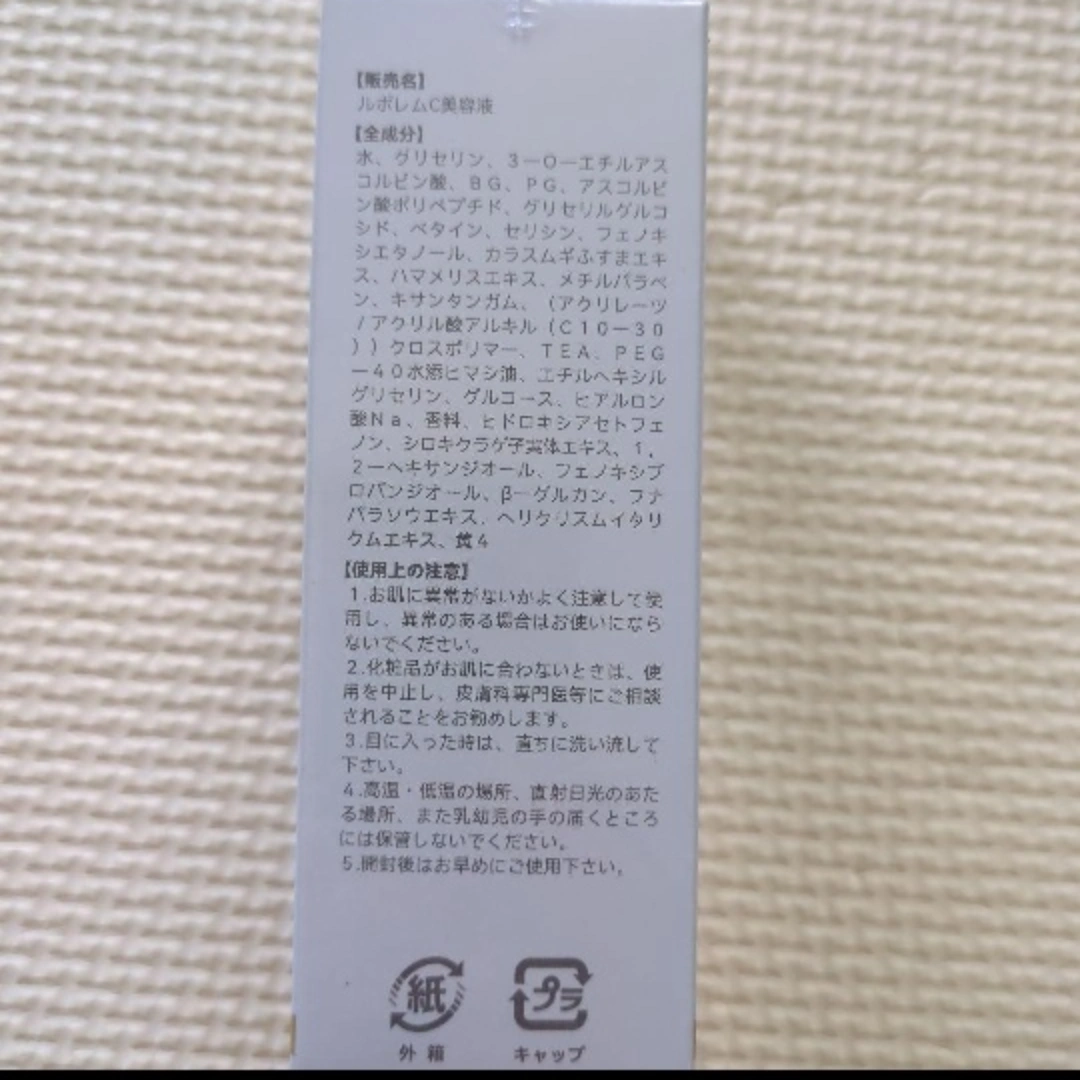 【販売名】
ルボレムC美容液
【全成分】
水、グリセリン、3－O－エチルアス
コルビン酸、BG、PG、アスコルビ
ン酸ポリペプチド、グリセリルグルコ
シド、ベタイン、セリシン、フェノキ
シエタノール、カラスムギふすまエキ
ス、ハマメリスエキス、メチルパラベ
ン、キサンタンガム、（アクリレーツ
/アクリル酸アルキル（C10－30
））クロスポリマー、TEA、PEG
－40水添ヒマシ油、エチルヘキシル
グリセリン、グルコース、ヒアルロン
酸Na、香料、ヒドロキシアセトフェ
ノン、シロキクラゲ子実体エキス、1，
2－ヘキサンジオール、フェノキシプ
ロパンジオール、β－グルカン、フナ
バラソウエキス、ヘリクリスムイタリ
クムエキス、黄4
【使用上の注意】
1.お肌に異常がないかよく注意して使
用し、異常のある場合はお使いになら
ないでください。
2.化粧品がお肌に合わないときは、使
用を中止し、皮膚科専門医等にご相談
されることをお勧めします。
3.目に入った時は、直ちに洗い流して
下さい。
4.高温・低温の場所、直射日光のあた
る場所、また乳幼児の手の届くところ
には保管しないでください。
5.開封後はお早めにご使用下さい。
紙 プラ
外箱 キャップ